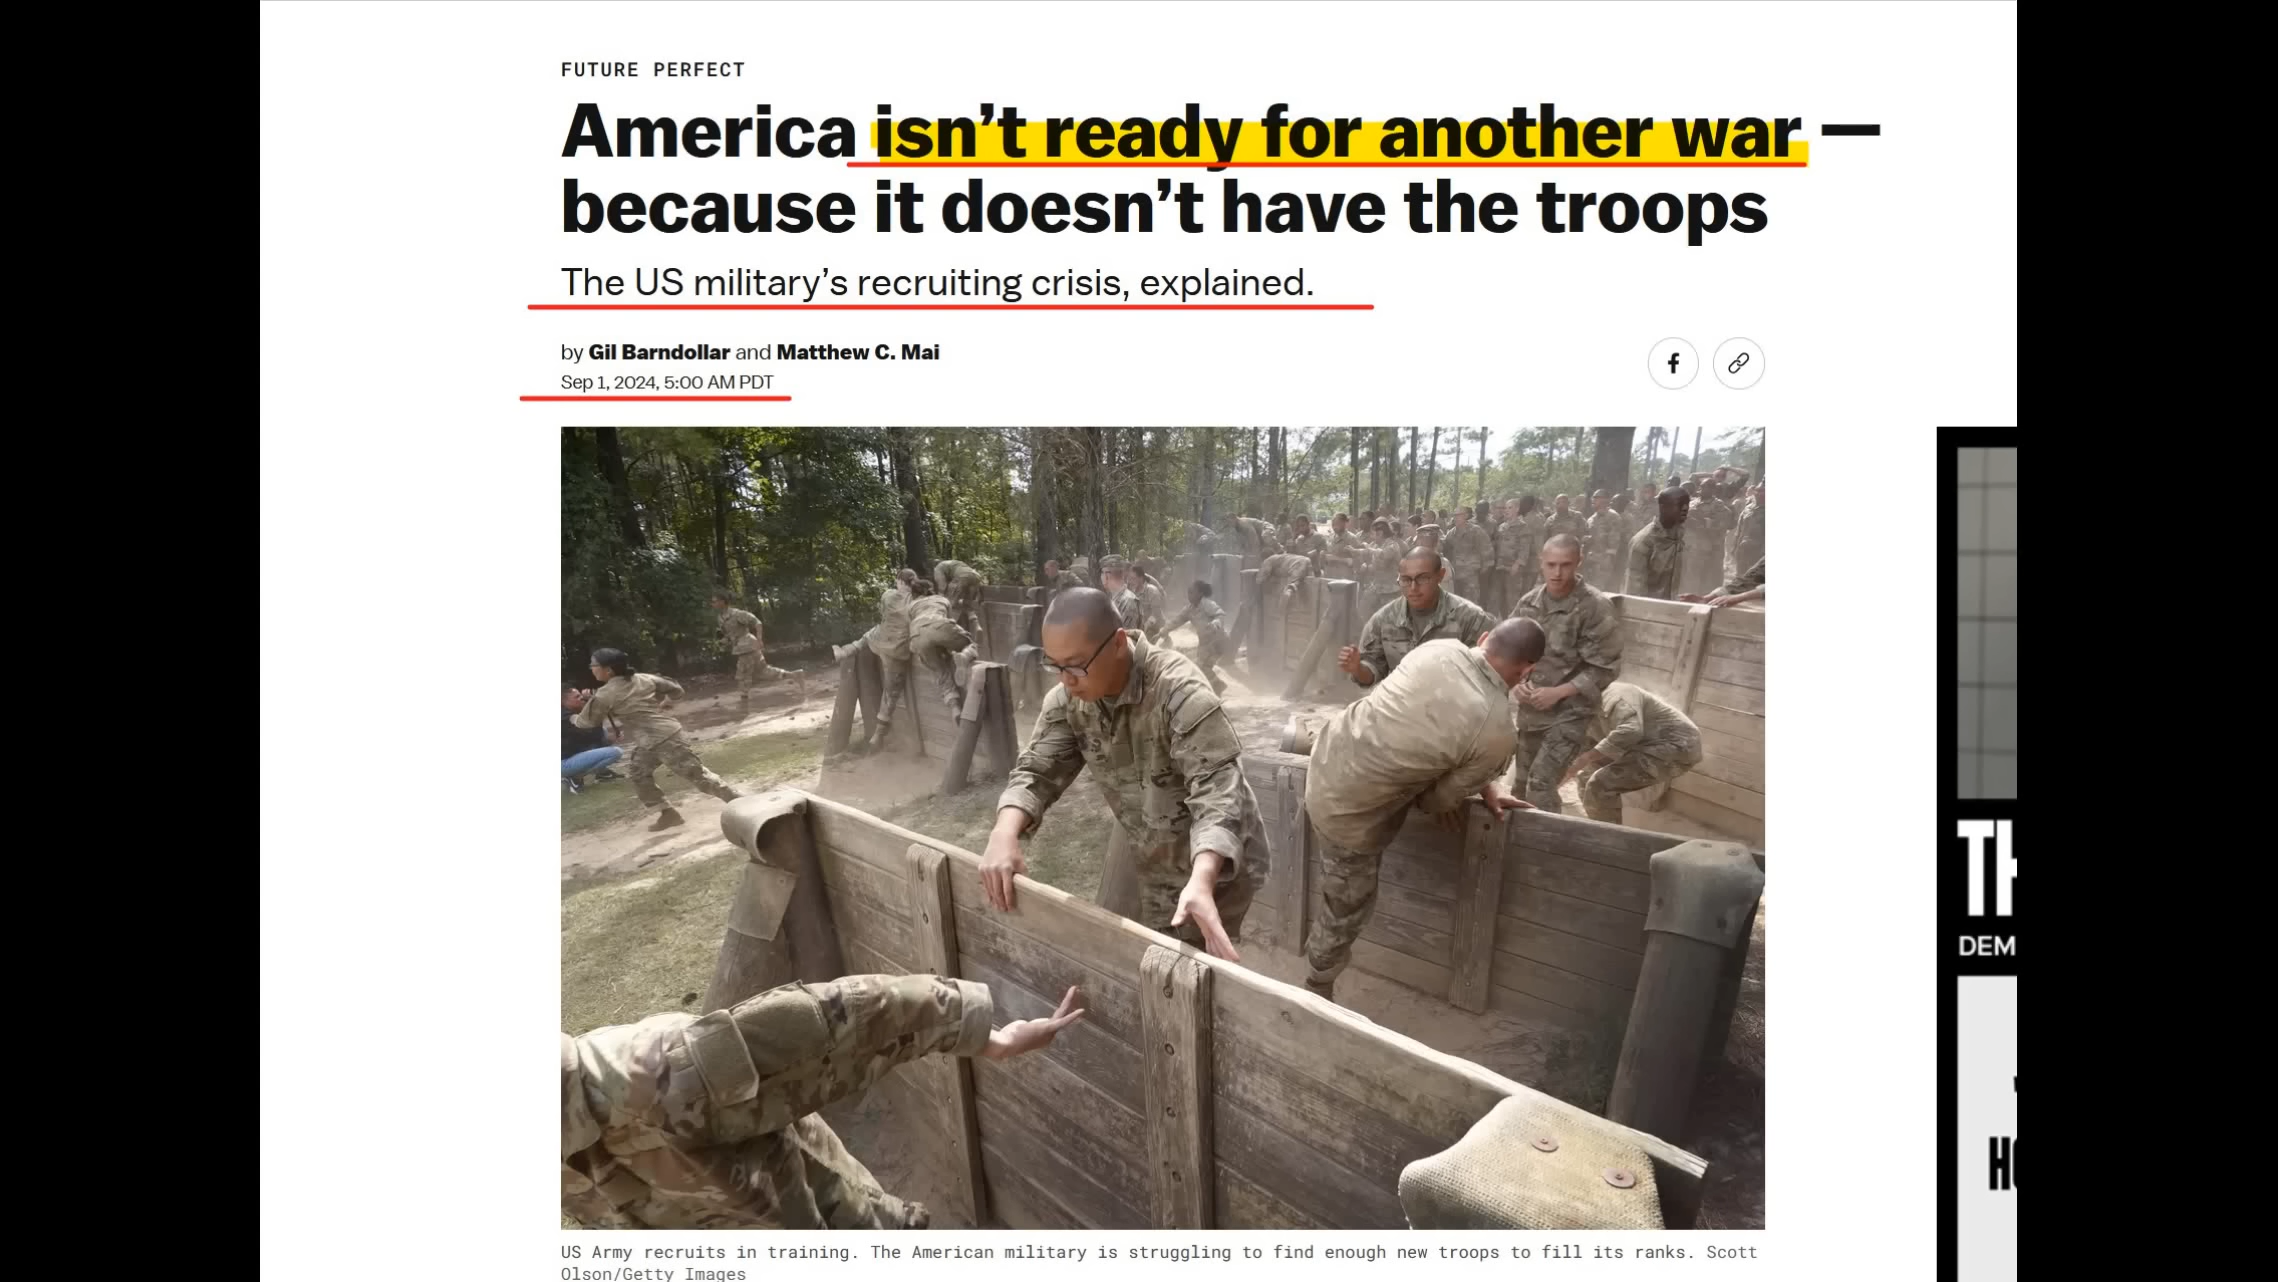 FUTURE PERFECT
America isn’t ready for another war —
because it doesn’t have the troops
The US military’s recruiting crisis, explained.
by Gil Barndollar and Matthew C. Mai
Sep 1, 2024, 5:00 AM PDT
DEM
US Army recruits in training. The American military is struggling to find enough new troops to fill its ranks. Scott
Olson/Getty Images